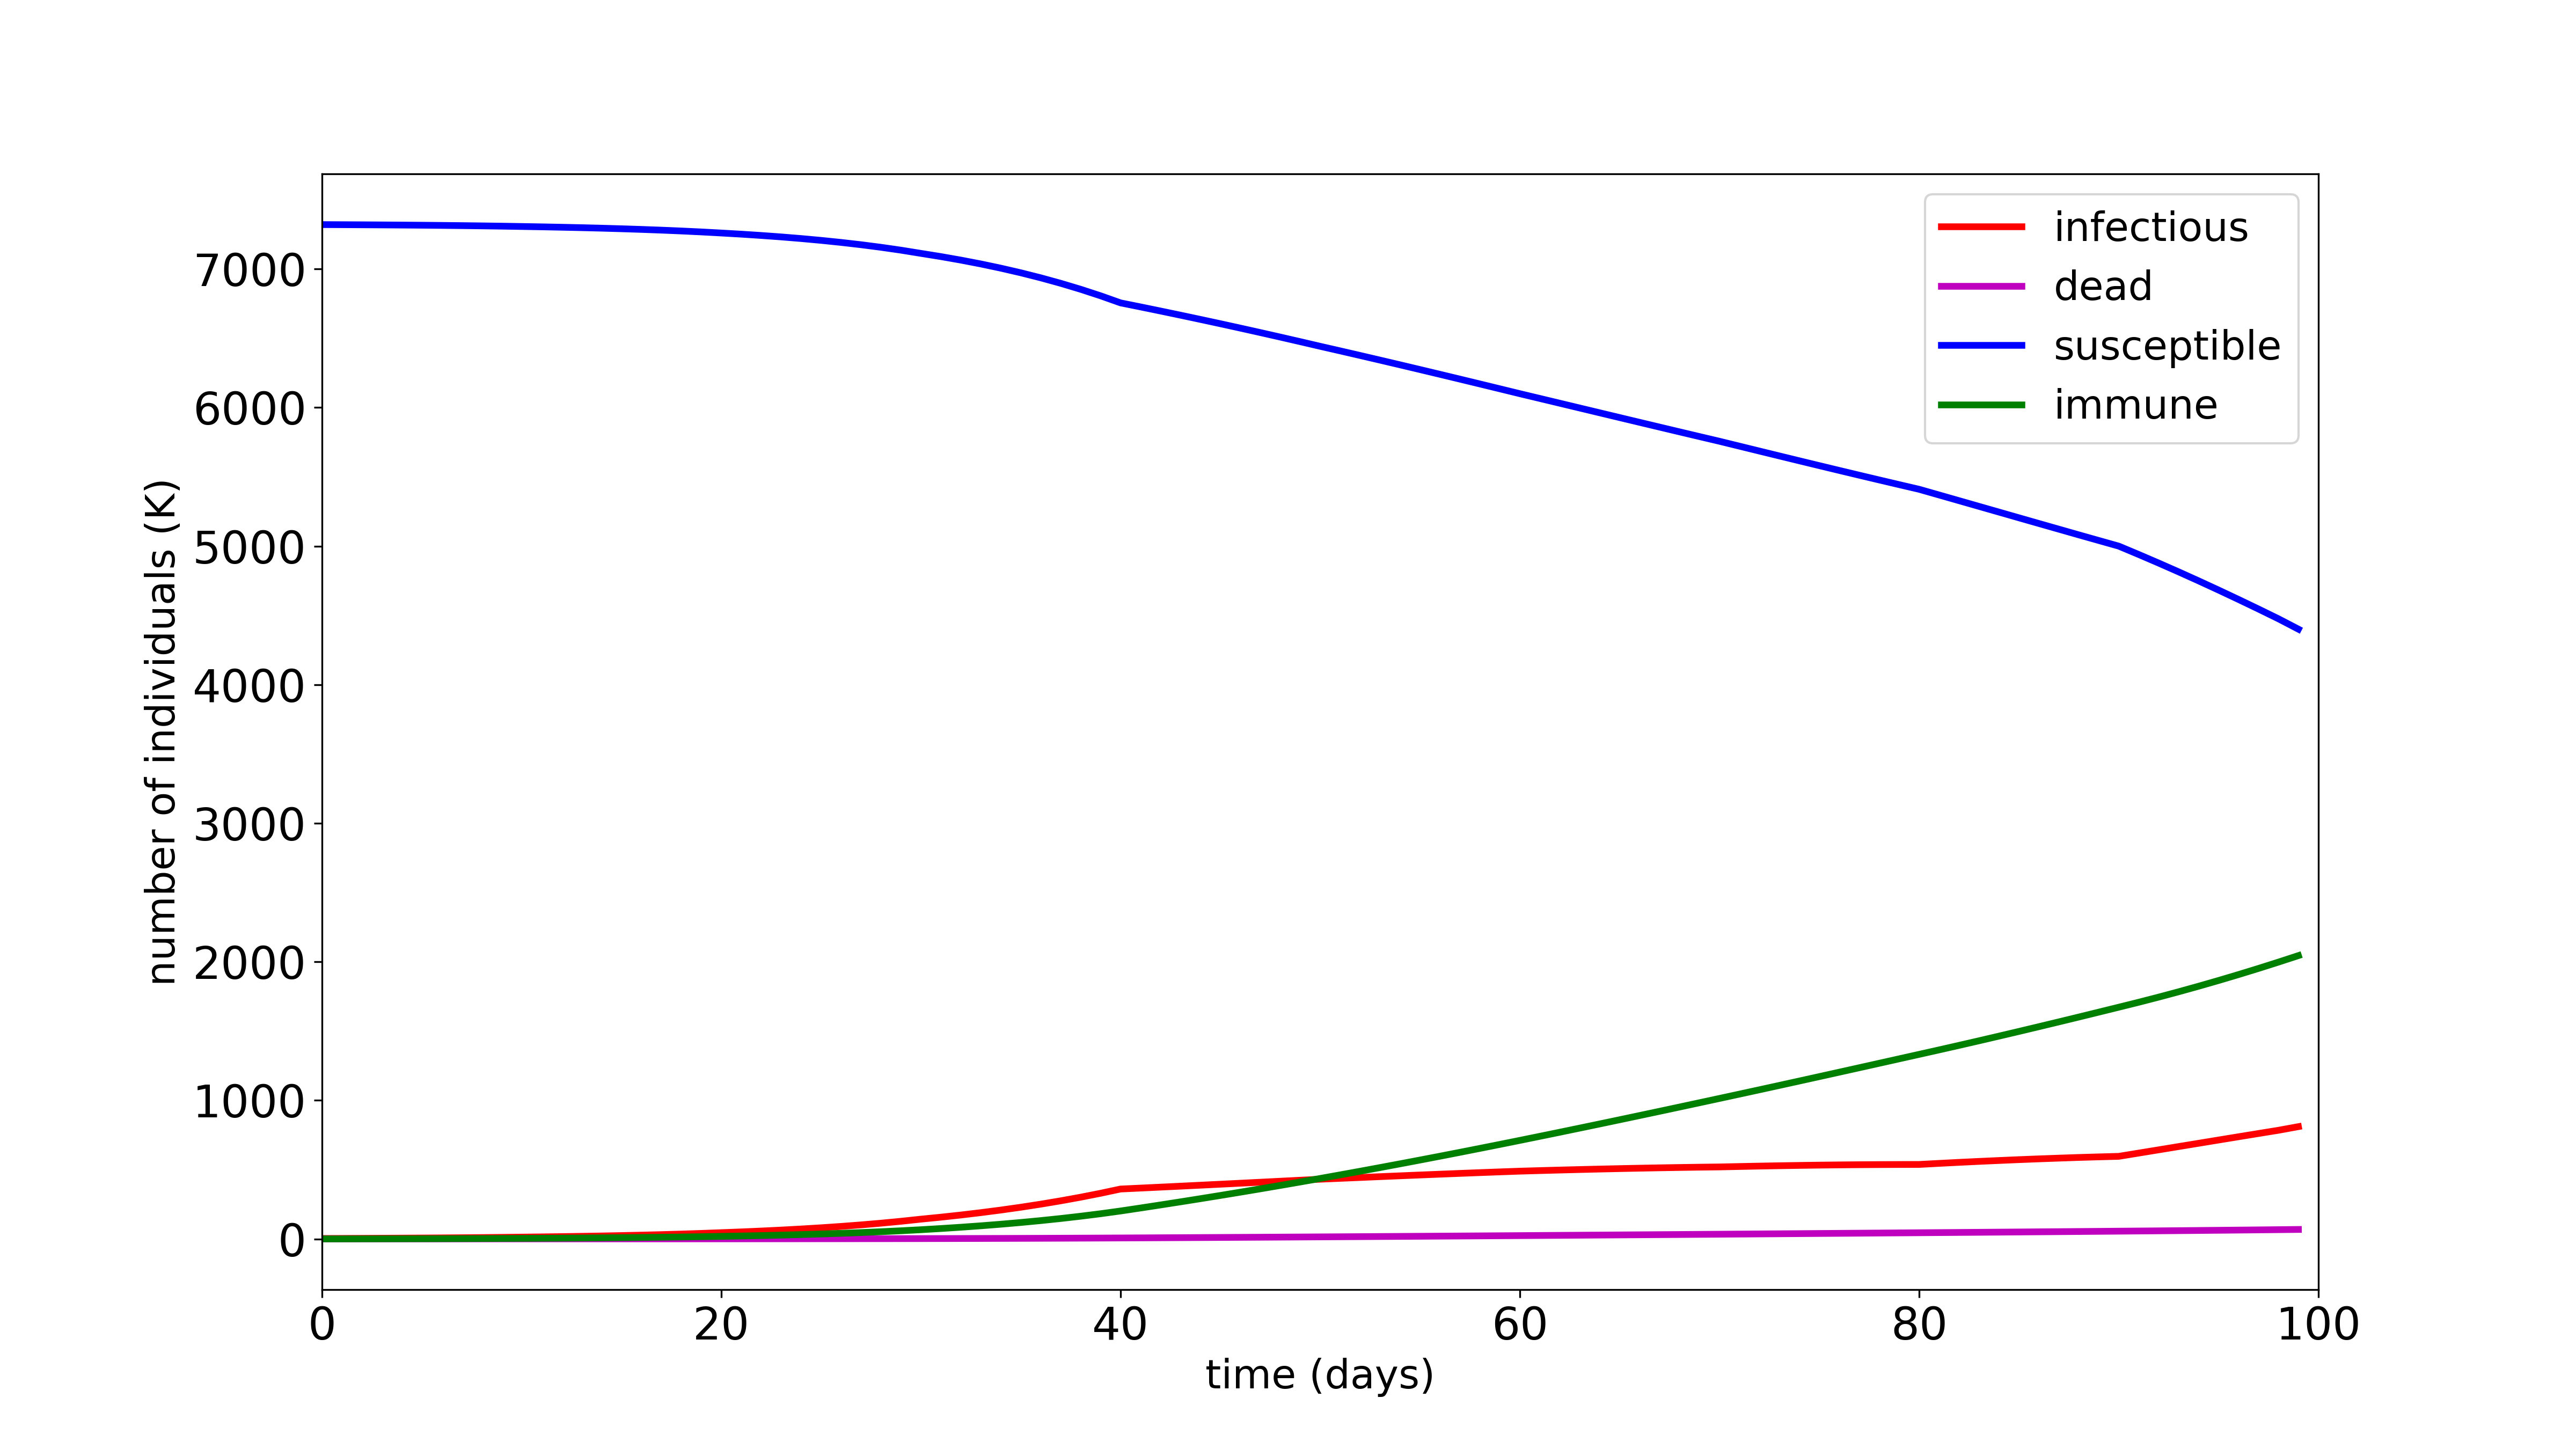 infectious
dead
susceptible
immune
7000
6000
5000
4000
3000
2000
1000
0
number of individuals (K)
0 20 40 60 80 100
time (days)